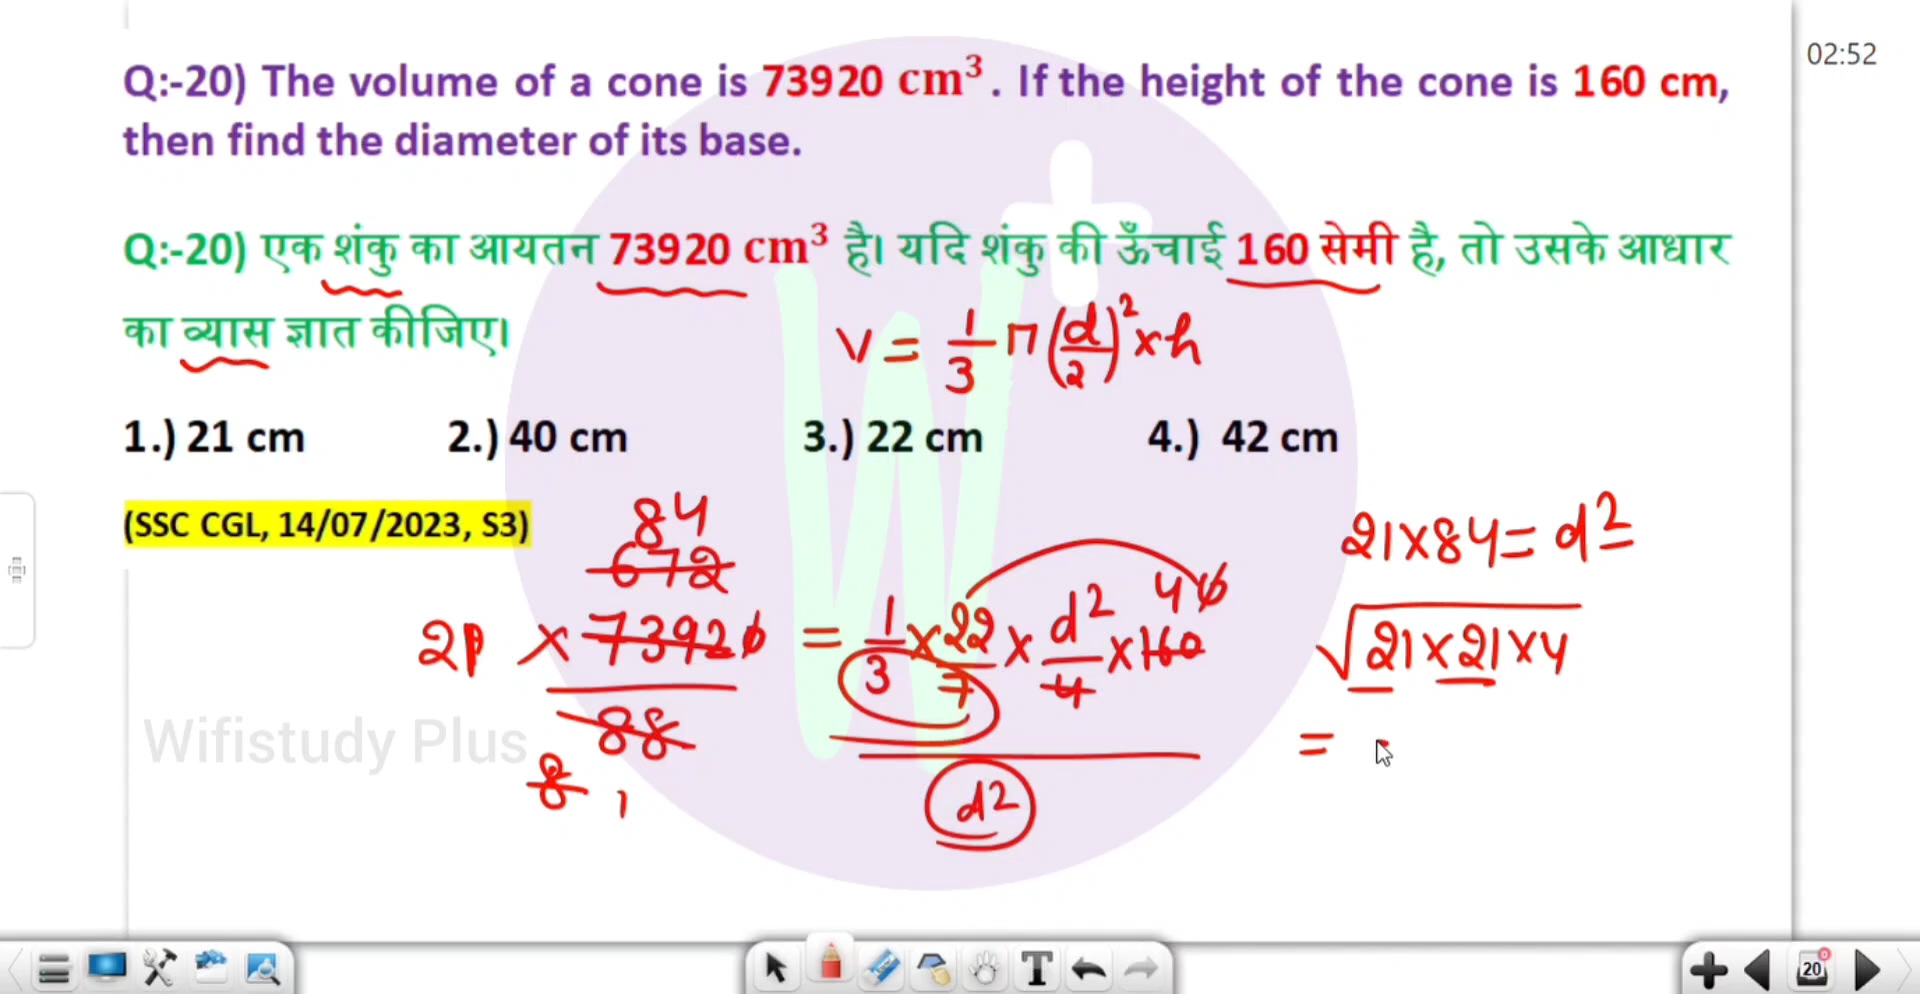 02:52
Q:-20) The volume of a cone is 73920 cm³ . If the height of the cone is 160 cm,
then find the diameter of its base.
Q:-20) एक शंकु का आयतन 73920 cm³ है। यदि शंकु की ऊँचाई 160 सेमी है, तो उसके आधार
का व्यास ज्ञात कीजिए।
V = 1/3 π (d/2)² × h
1.) 21 cm 2.) 40 cm 3.) 22 cm 4.) 42 cm
(SSC CGL, 14/07/2023, S3)
84
672
21 × 73920 = 1/3 × 22/7 × d²/4 × 160
40
88
8 1
d²
21×84 = d²
√21×21×4
=
Wifistudy Plus
20